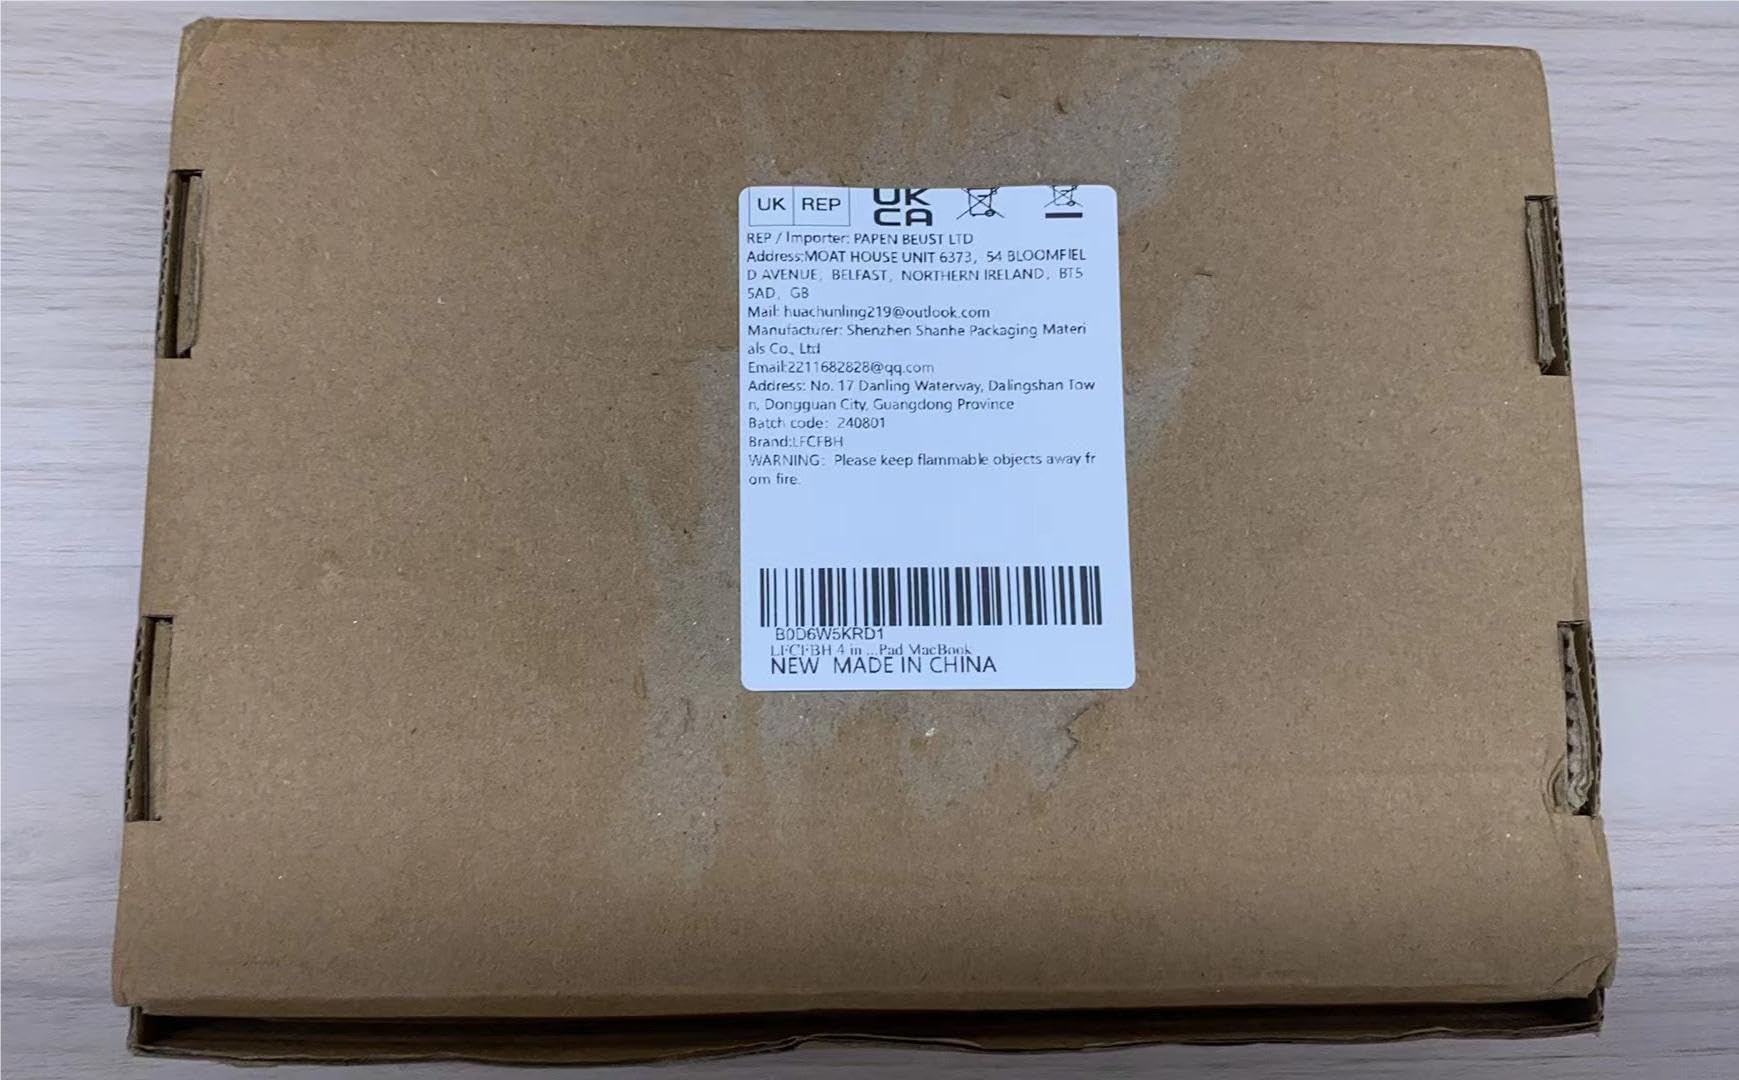 UK REP UK
CA
REP / Importer: PAPEN BEUST LTD
Address:MOAT HOUSE UNIT 6373, 54 BLOOMFIEL
D AVENUE, BELFAST, NORTHERN IRELAND, BT5
5AD, GB
Mail: huachunling219@outlook.com
Manufacturer: Shenzhen Shanhe Packaging Materi
als Co., Ltd
Email:2211682828@qq.com
Address: No. 17 Danling Waterway, Dalingshan Tow
n, Dongguan City, Guangdong Province
Batch code: 240801
Brand:LFCFBH
WARNING: Please keep flammable objects away fr
om fire.
B0D6W5KRD1
LFCFBH 4 in ...Pad MacBook
NEW MADE IN CHINA